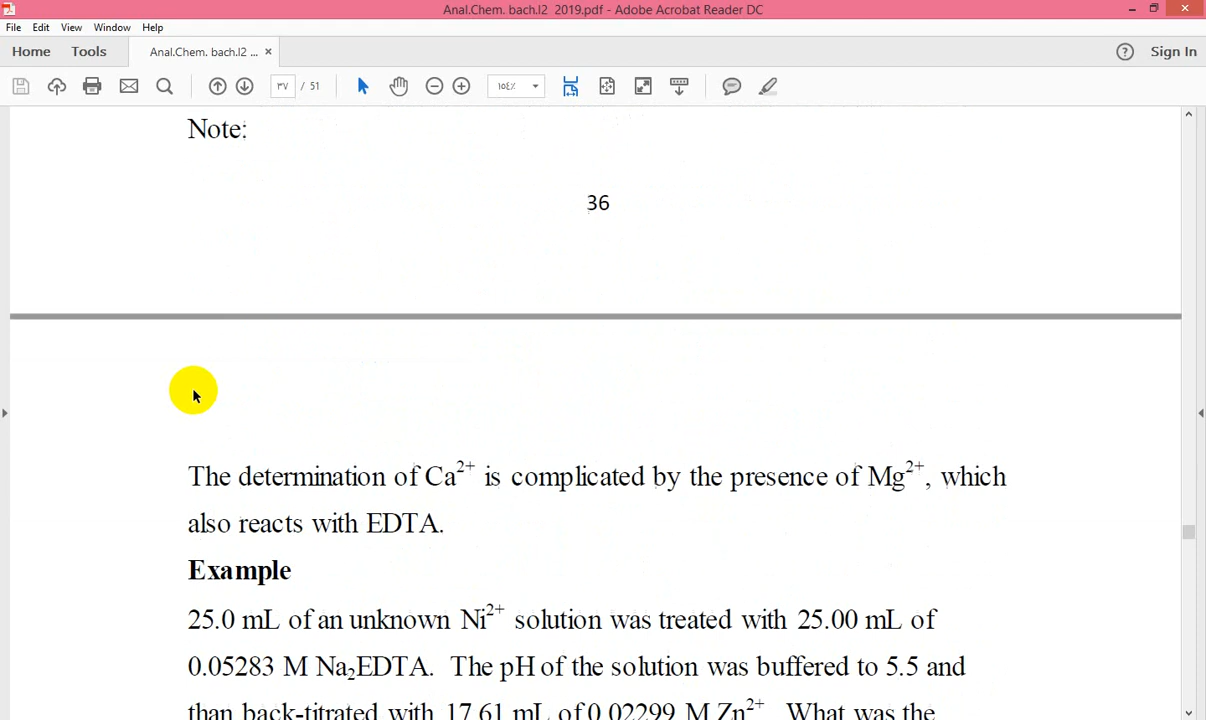 Anal.Chem. bach.l2 2019.pdf - Adobe Acrobat Reader DC
File Edit View Window Help
Home Tools Anal.Chem. bach.l2 ... × Sign In
٣٧ / 51 ١٥٤٪
Note:
36
The determination of Ca²⁺ is complicated by the presence of Mg²⁺, which
also reacts with EDTA.
Example
25.0 mL of an unknown Ni²⁺ solution was treated with 25.00 mL of
0.05283 M Na₂EDTA. The pH of the solution was buffered to 5.5 and
than back-titrated with 17.61 mL of 0.02299 M Zn²⁺. What was the